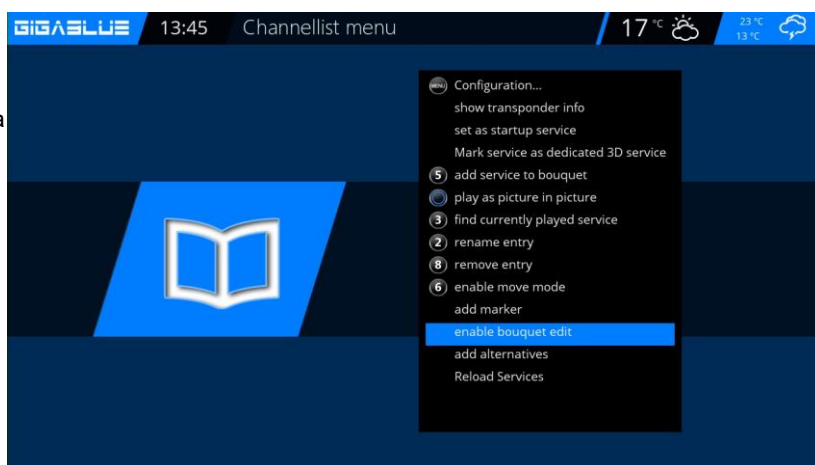 GIGABLUE 13:45 Channellist menu 17 °C 23 °C
13 °C
a
MENU Configuration...
show transponder info
set as startup service
Mark service as dedicated 3D service
5 add service to bouquet
play as picture in picture
3 find currently played service
2 rename entry
8 remove entry
6 enable move mode
add marker
enable bouquet edit
add alternatives
Reload Services